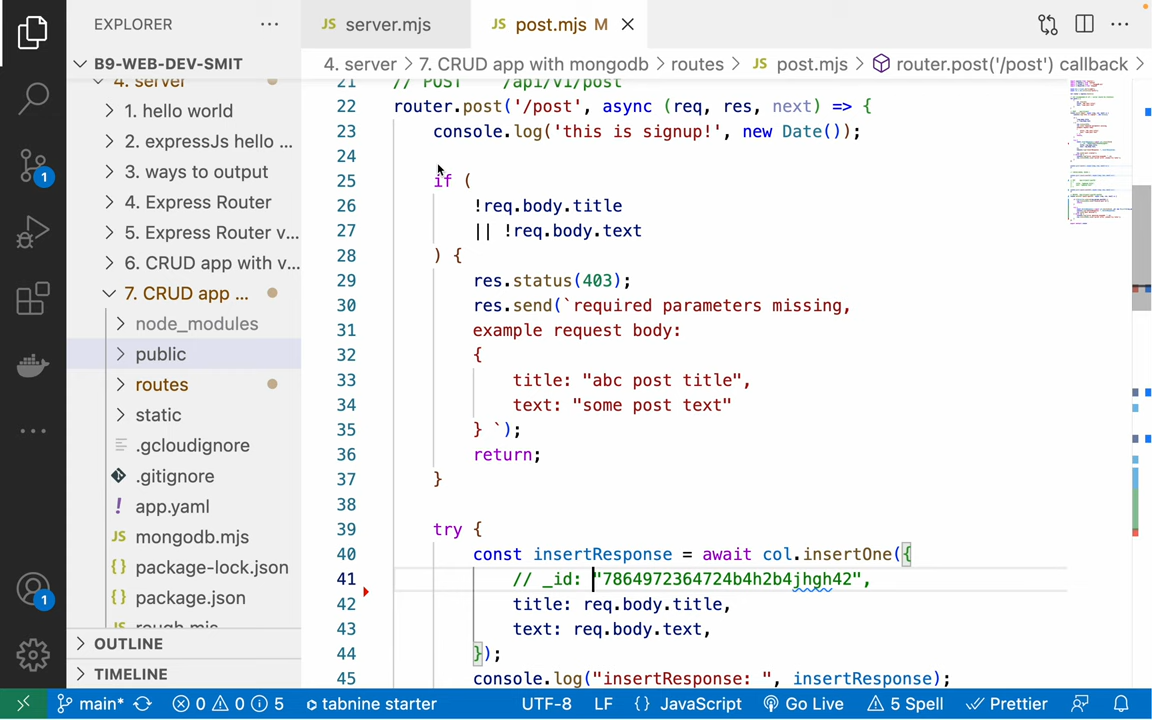 EXPLORER
B9-WEB-DEV-SMIT
4. server
1. hello world
2. expressJs hello ...
3. ways to output
4. Express Router
5. Express Router v...
6. CRUD app with v...
7. CRUD app ...
node_modules
public
routes
static
.gcloudignore
.gitignore
app.yaml
mongodb.mjs
package-lock.json
package.json
rough.mjs
OUTLINE
TIMELINE
1
1
JS server.mjs
JS post.mjs M
4. server > 7. CRUD app with mongodb > routes > JS post.mjs > router.post('/post') callback >
21 // POST /api/v1/post
22 router.post('/post', async (req, res, next) => {
23 console.log('this is signup!', new Date());
24
25 if (
26 !req.body.title
27 || !req.body.text
28 ) {
29 res.status(403);
30 res.send(`required parameters missing,
31 example request body:
32 {
33 title: "abc post title",
34 text: "some post text"
35 } `);
36 return;
37 }
38
39 try {
40 const insertResponse = await col.insertOne({
41 // _id: "7864972364724b4h2b4jhgh42",
42 title: req.body.title,
43 text: req.body.text,
44 });
45 console.log("insertResponse: ", insertResponse);
main* 0 0 5 tabnine starter UTF-8 LF {} JavaScript Go Live 5 Spell Prettier